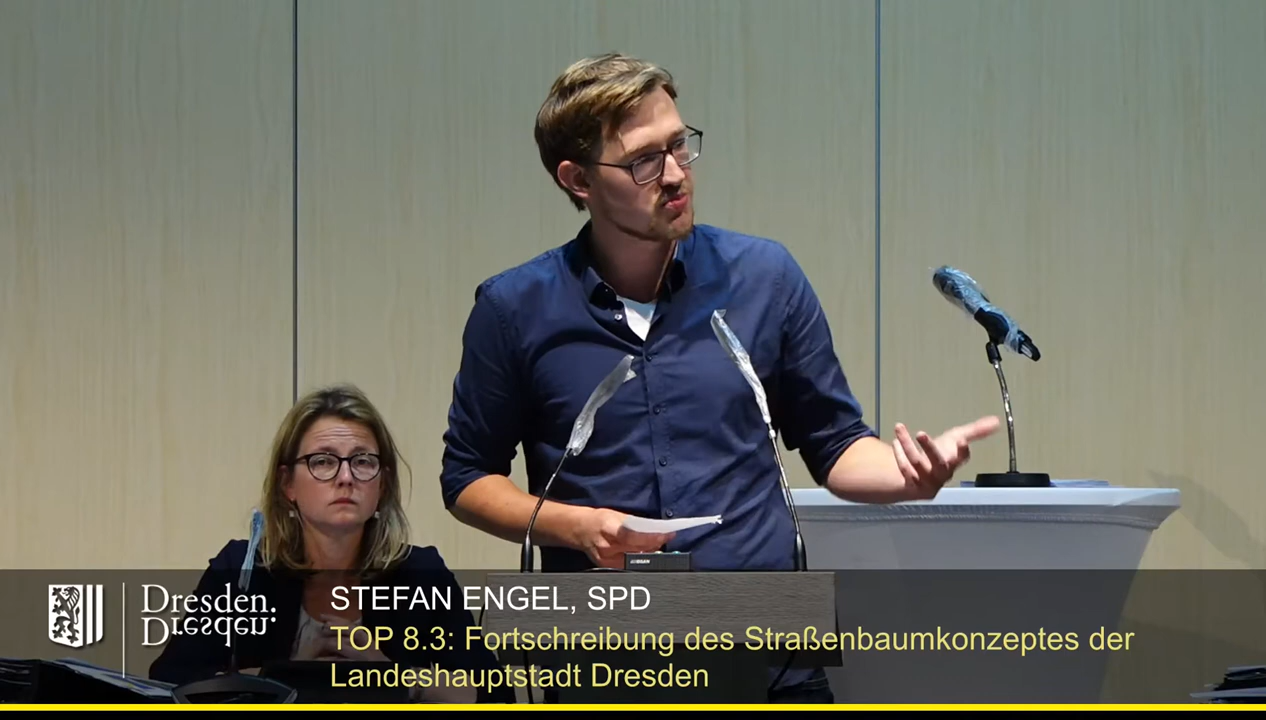 Dresden.
Dresden.
STEFAN ENGEL, SPD
TOP 8.3: Fortschreibung des Straßenbaumkonzeptes der
Landeshauptstadt Dresden